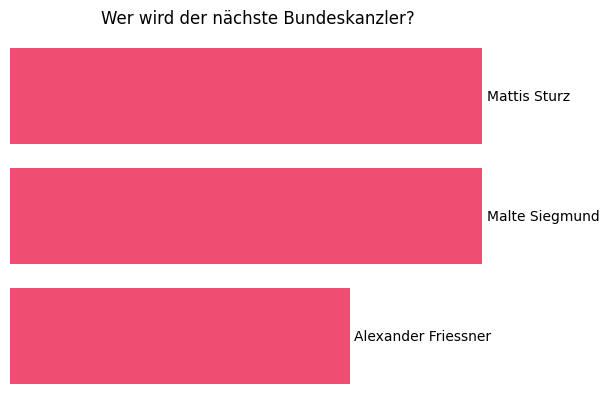 Wer wird der nächste Bundeskanzler?
Mattis Sturz
Malte Siegmund
Alexander Friessner